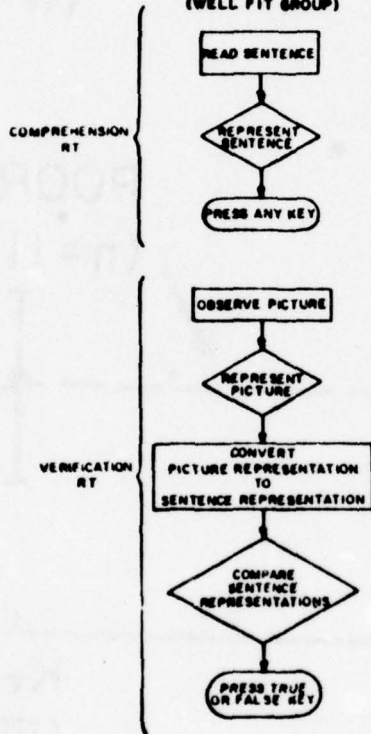 (WELL FIT GROUP)
READ SENTENCE
COMPREHENSION
RT
REPRESENT
SENTENCE
PRESS ANY KEY
OBSERVE PICTURE
REPRESENT
PICTURE
VERIFICATION
RT
CONVERT
PICTURE REPRESENTATION
TO
SENTENCE REPRESENTATION
COMPARE
SENTENCE
REPRESENTATIONS
PRESS TRUE
OR FALSE KEY